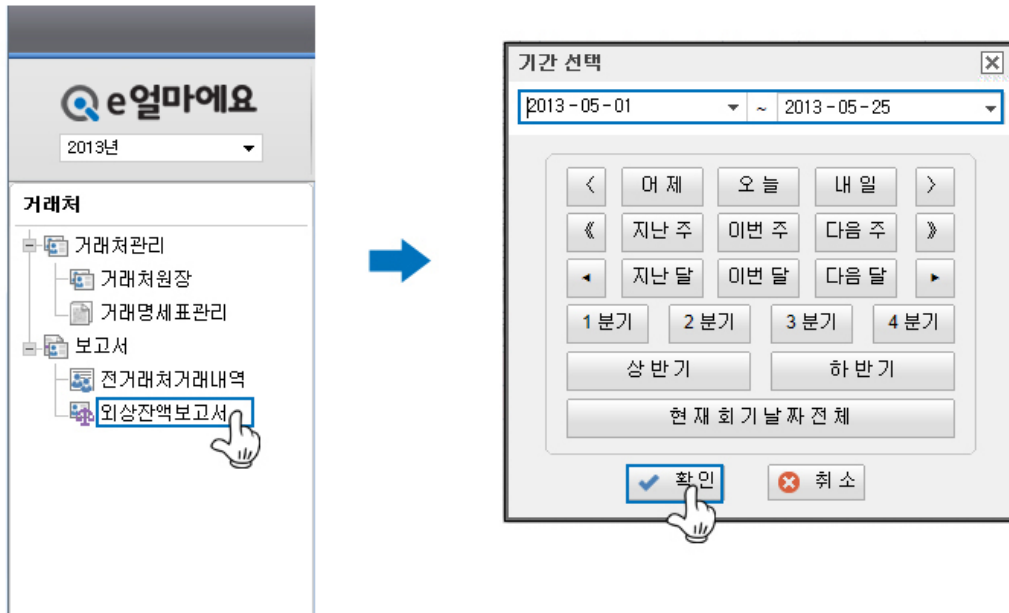 e얼마에요
2013년
거래처
거래처관리
거래처원장
거래명세표관리
보고서
전거래처거래내역
외상잔액보고서
기간 선택
2013-05-01 ~ 2013-05-25
< 어 제 오 늘 내 일 >
《 지난 주 이번 주 다음 주 》
◂ 지난 달 이번 달 다음 달 ▸
1 분기 2 분기 3 분기 4 분기
상 반 기 하 반 기
현 재 회 기 날 짜 전 체
확 인 취 소